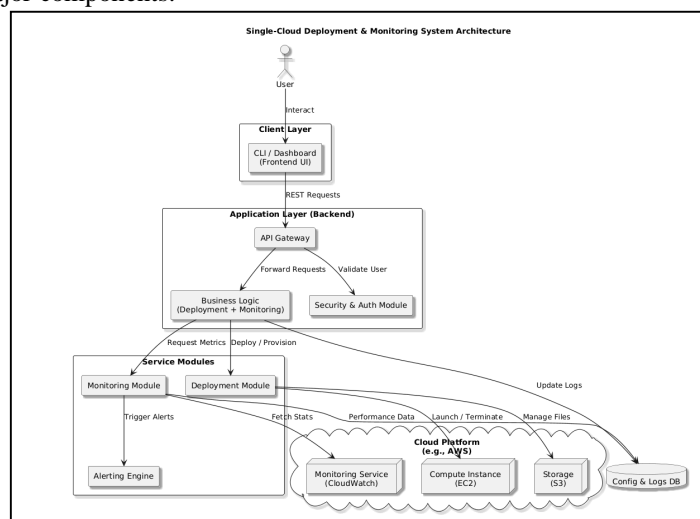 jor components.
Single-Cloud Deployment & Monitoring System Architecture
User
Interact
Client Layer
CLI / Dashboard
(Frontend UI)
REST Requests
Application Layer (Backend)
API Gateway
Forward Requests
Validate User
Business Logic
(Deployment + Monitoring)
Security & Auth Module
Request Metrics
Deploy / Provision
Service Modules
Update Logs
Monitoring Module
Deployment Module
Trigger Alerts
Fetch Stats
Performance Data
Launch / Terminate
Manage Files
Cloud Platform
(e.g., AWS)
Alerting Engine
Monitoring Service
(CloudWatch)
Compute Instance
(EC2)
Storage
(S3)
Config & Logs DB